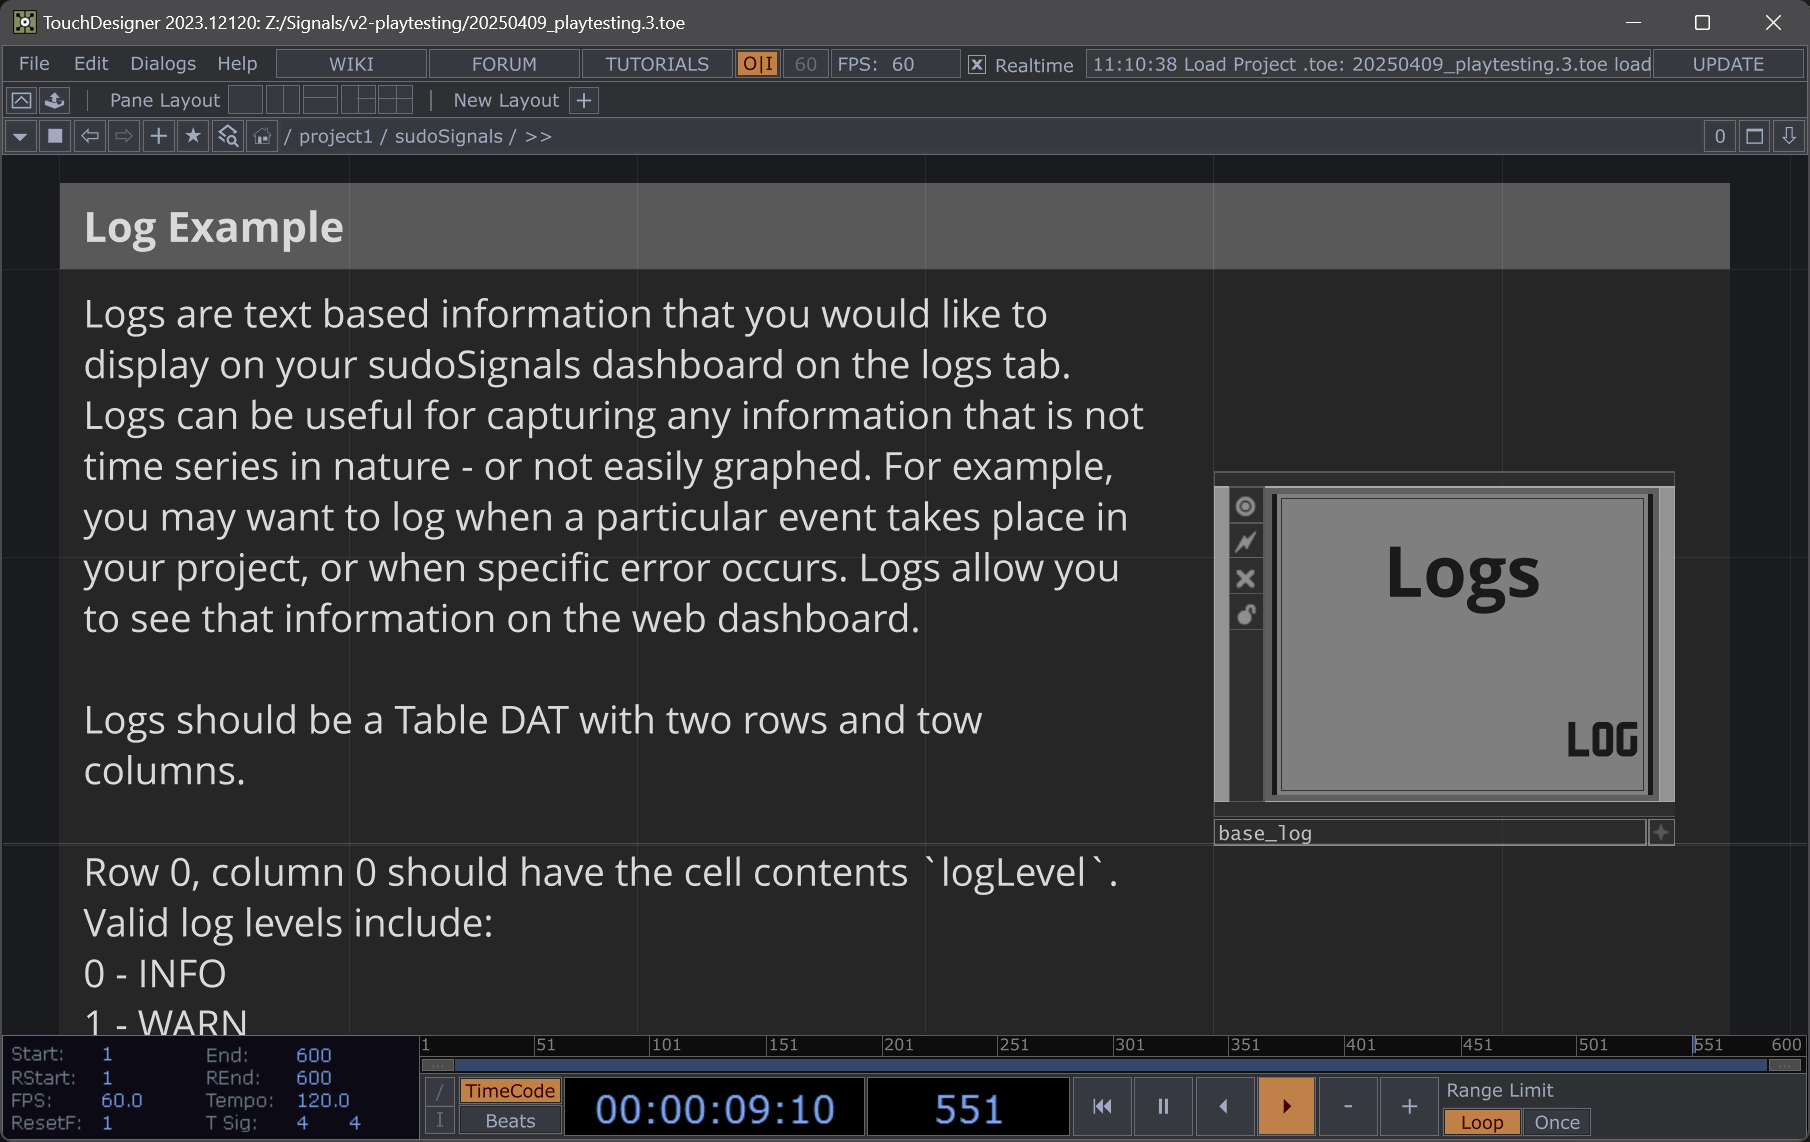 TouchDesigner 2023.12120: Z:/Signals/v2-playtesting/20250409_playtesting.3.toe
File Edit Dialogs Help WIKI FORUM TUTORIALS O|I 60 FPS: 60 Realtime 11:10:38 Load Project .toe: 20250409_playtesting.3.toe load UPDATE
Pane Layout New Layout +
/ project1 / sudoSignals / >> 0
Log Example
Logs are text based information that you would like to
display on your sudoSignals dashboard on the logs tab.
Logs can be useful for capturing any information that is not
time series in nature - or not easily graphed. For example,
you may want to log when a particular event takes place in
your project, or when specific error occurs. Logs allow you
to see that information on the web dashboard.
Logs should be a Table DAT with two rows and tow
columns.
Row 0, column 0 should have the cell contents `logLevel`.
Valid log levels include:
0 - INFO
1 - WARN
Logs
LOG
base_log
Start: 1 End: 600
RStart: 1 REnd: 600
FPS: 60.0 Tempo: 120.0
ResetF: 1 T Sig: 4 4
1 51 101 151 201 251 301 351 401 451 501 551 600
/ TimeCode
I Beats
00:00:09:10 551 - +
Range Limit
Loop Once